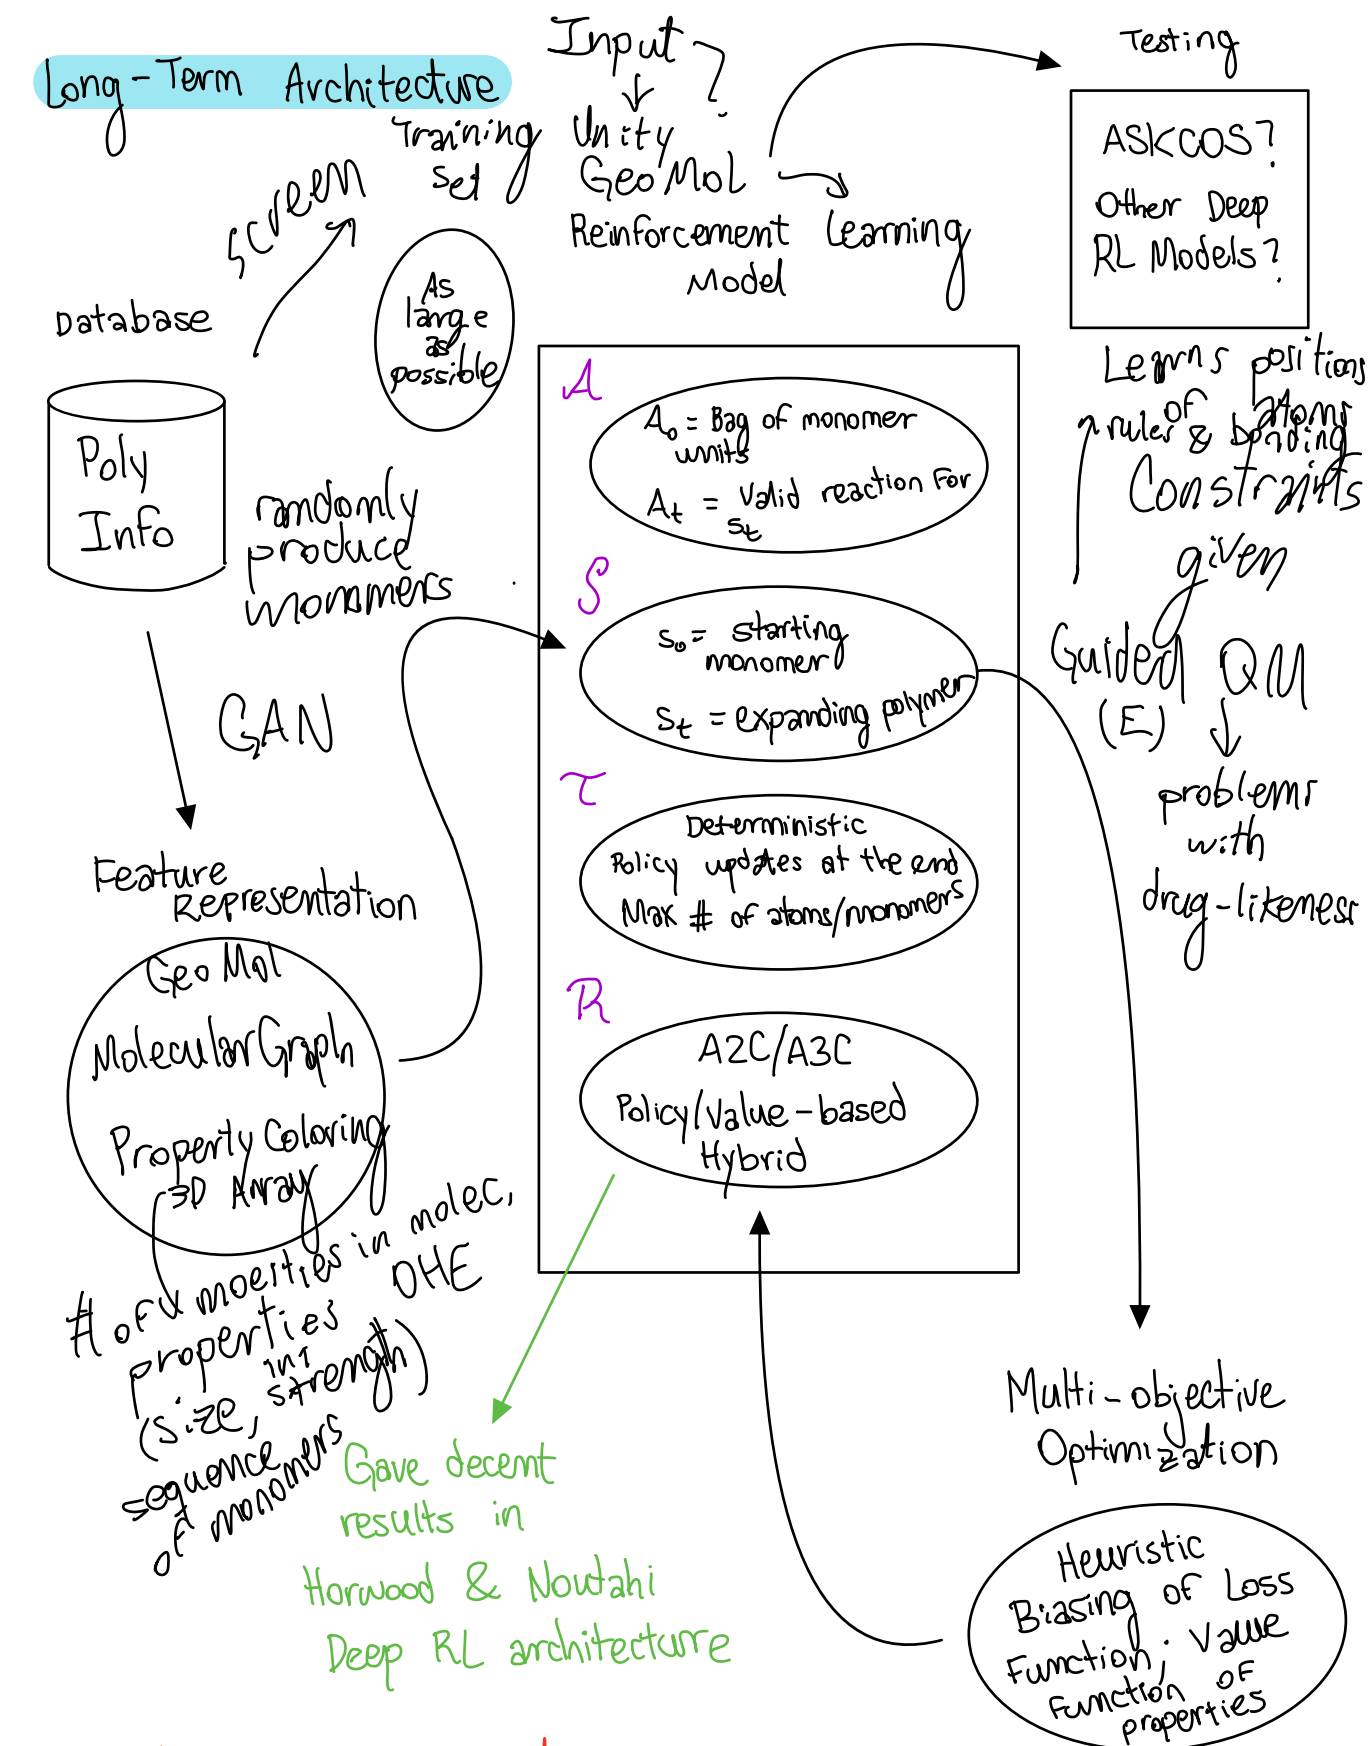 Long-Term Architecture
Input ?
Unity
GeoMol
Reinforcement Learning
Model
Testing
ASKCOS?
Other Deep
RL Models?
Training
Set
As
large
as
possible
screen
Database
Poly
Info
randomly
produce
monomers
GAN
Feature
Representation
GeoMol
Molecular Graph
Property Coloring
3D Array
# of moeities in molec,
OHE
properties
int
(size, strength)
sequence
of monomers
A
A₀ = Bag of monomer
units
Aₜ = Valid reaction for
sₜ
S
s₀ = starting
monomer
sₜ = expanding polymer
T
Deterministic
Policy updates at the end
Max # of atoms/monomers
R
A2C/A3C
Policy/Value-based
Hybrid
Gave decent
results in
Horwood & Noutahi
Deep RL architecture
Learns positions
of atoms
rules & bonding
Constraints
given
Guided QM
(E)
problems
with
drug-likeness
Multi-objective
Optimization
Heuristic
Biasing of Loss
Function; Value
Function of
properties